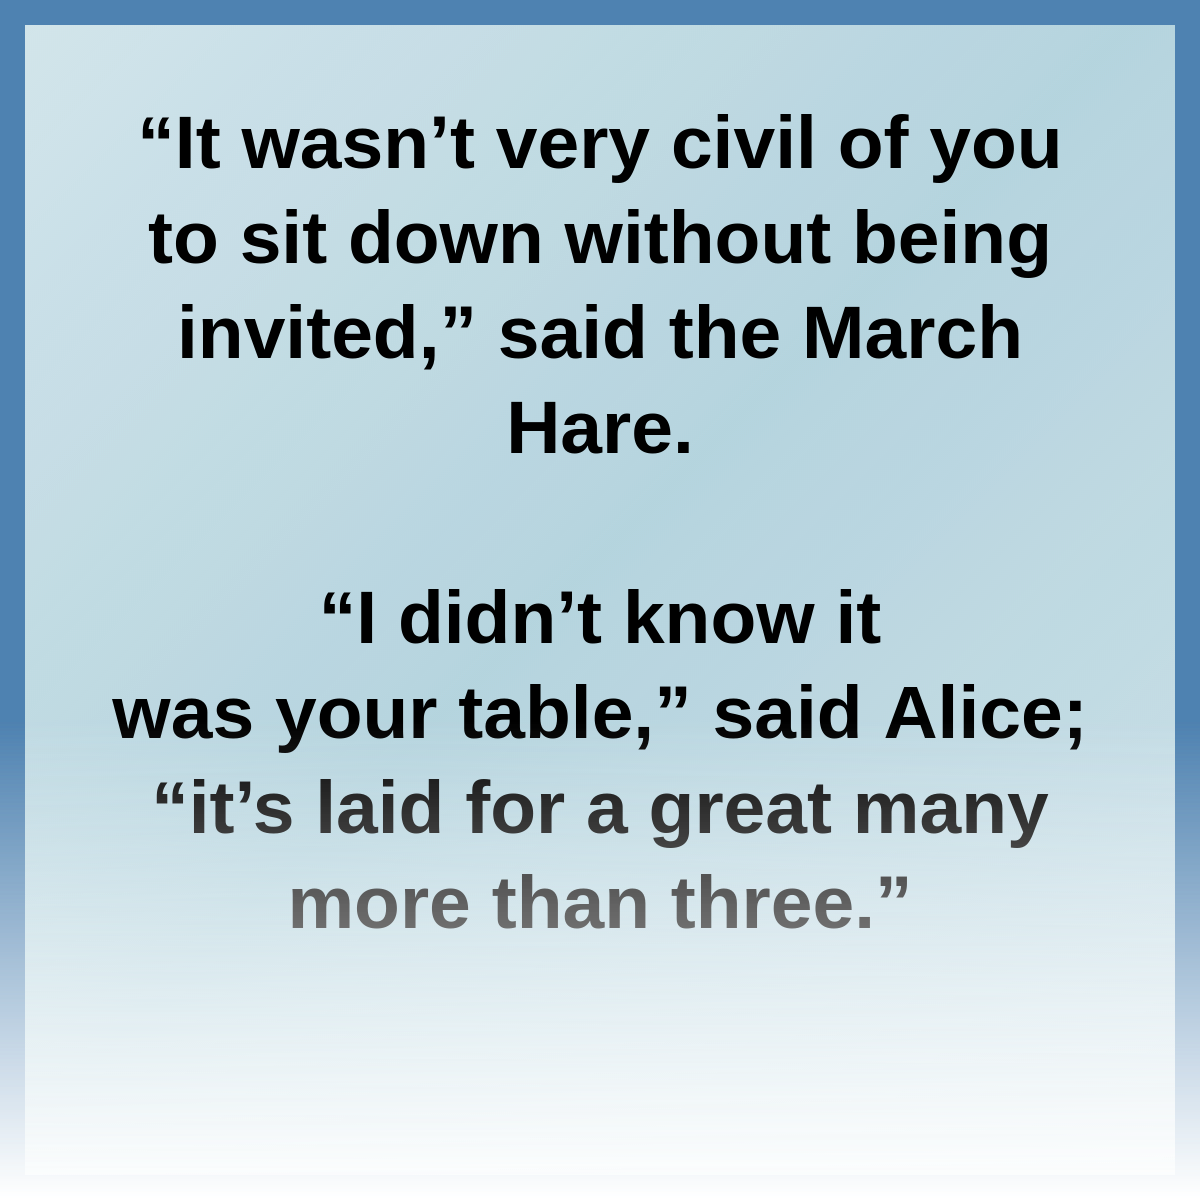 “It wasn’t very civil of you
to sit down without being
invited,” said the March
Hare.
“I didn’t know it
was your table,” said Alice;
“it’s laid for a great many
more than three.”